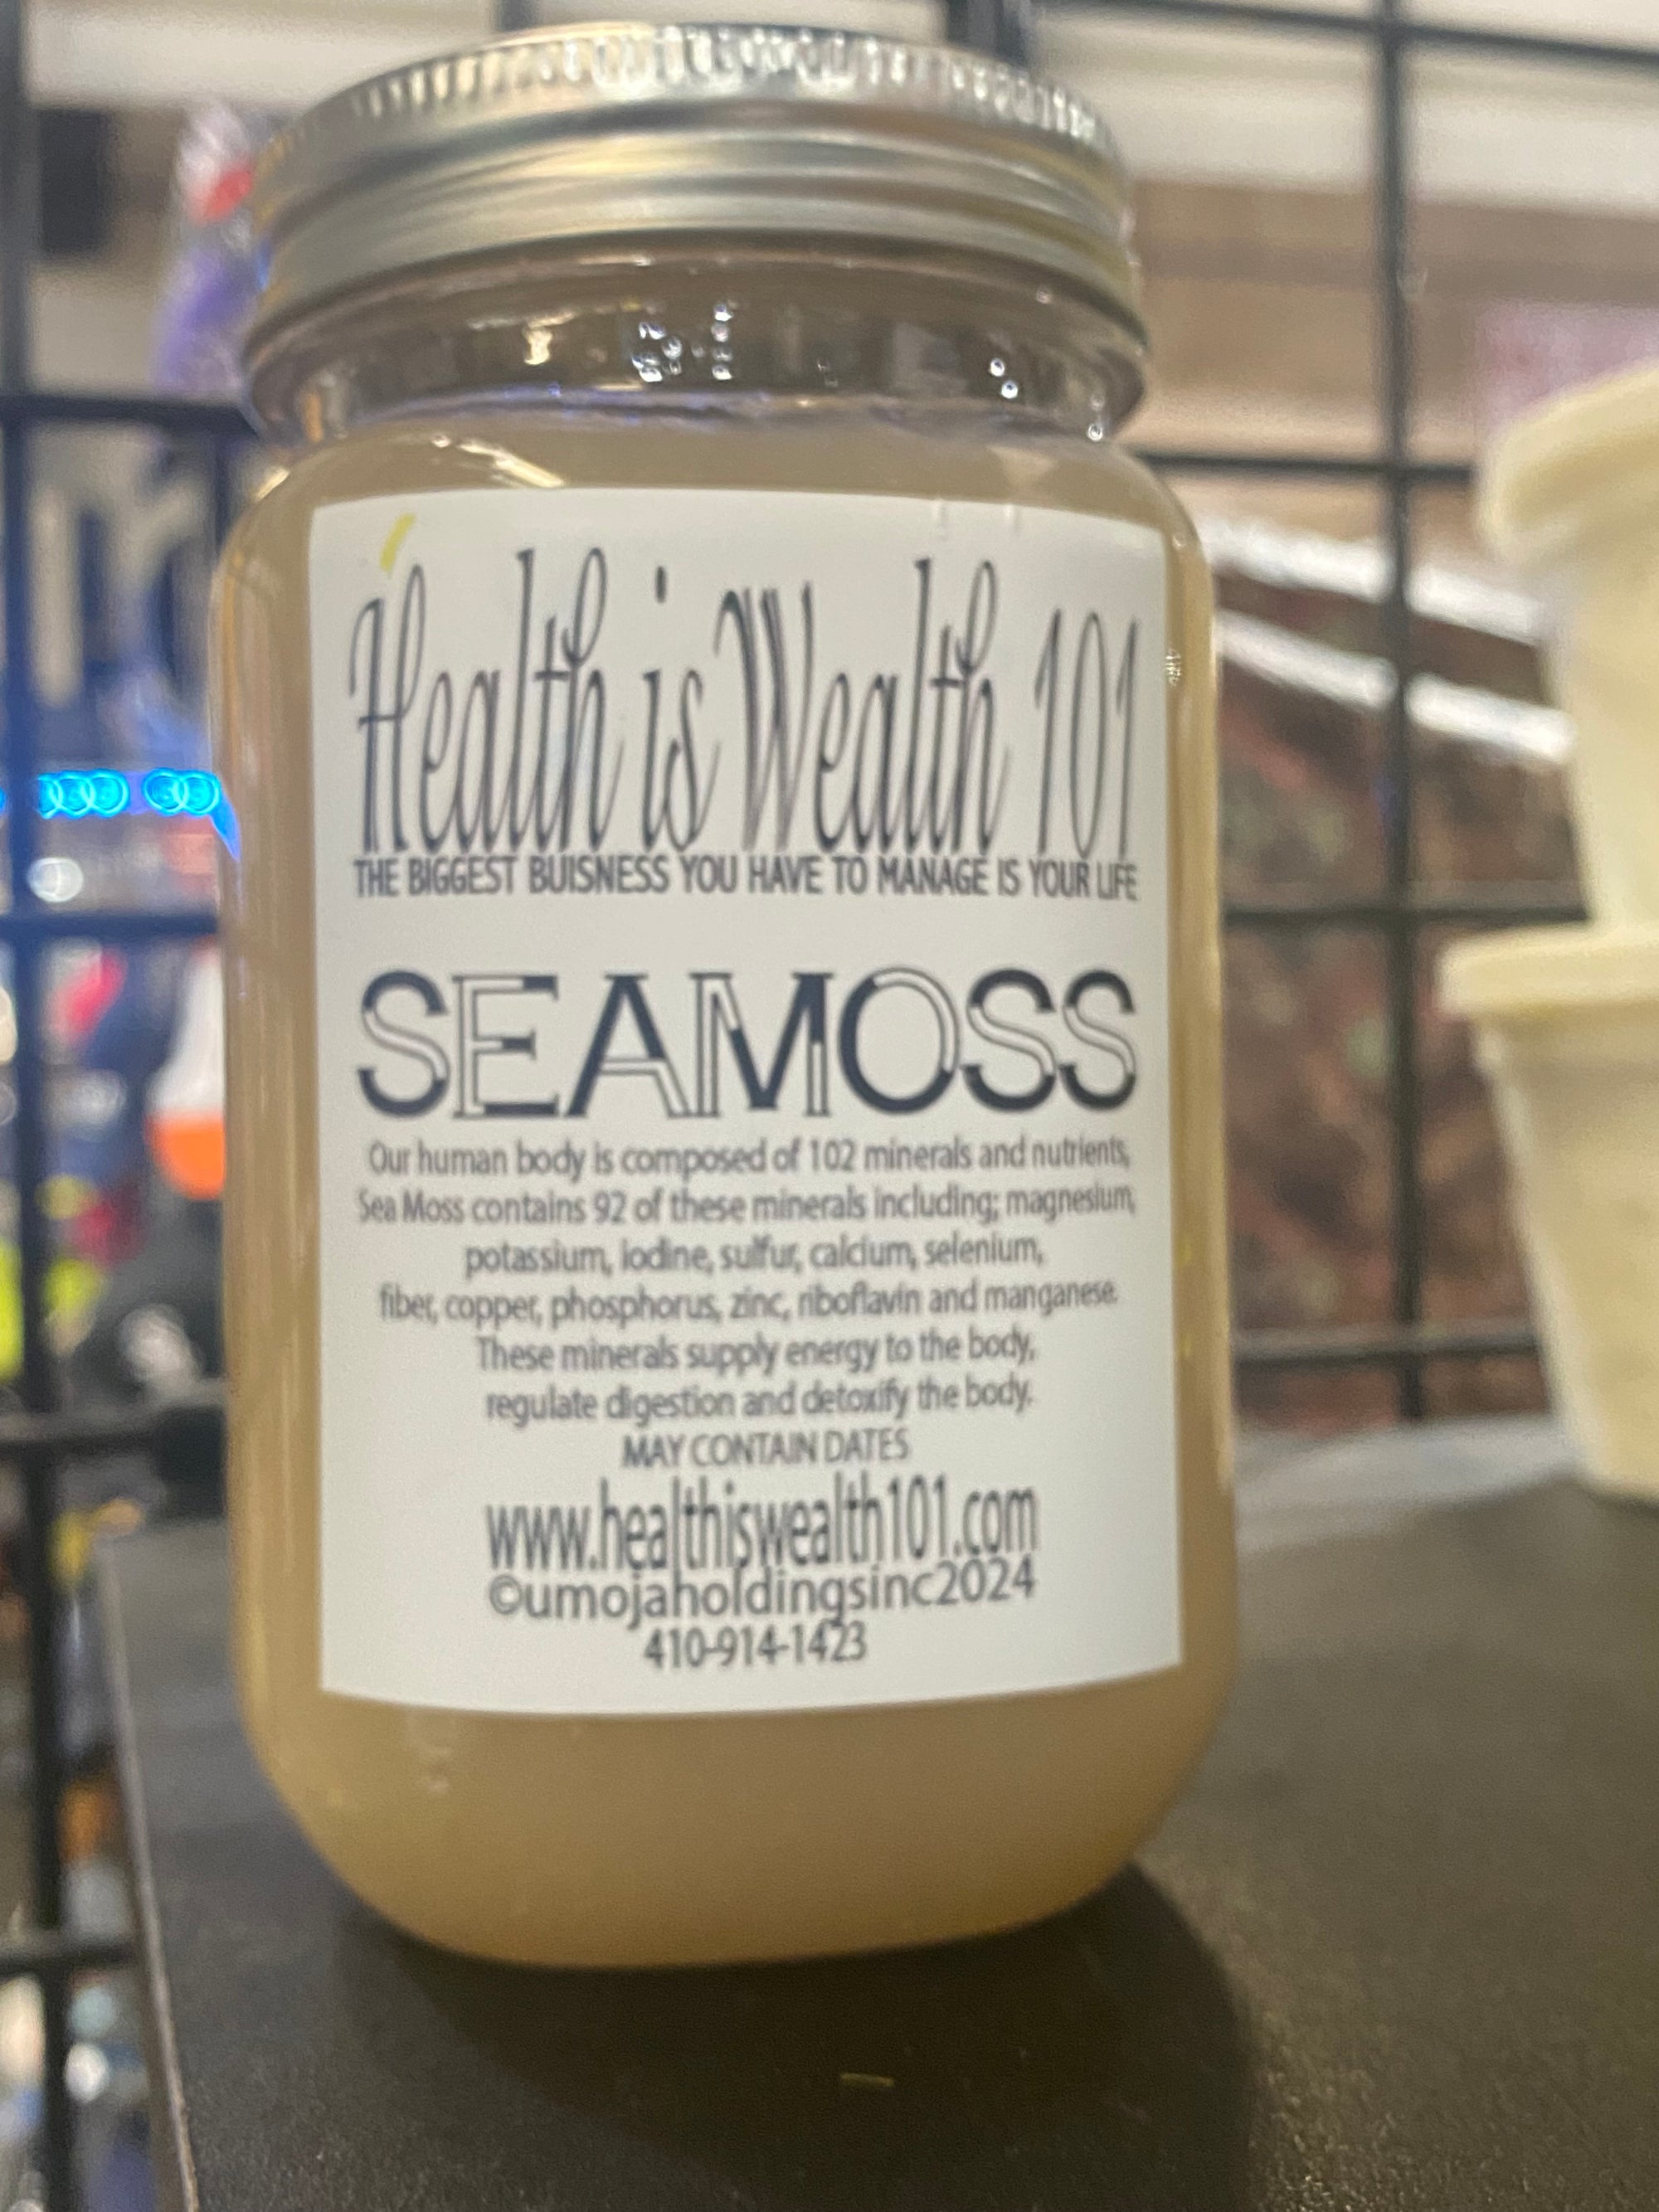 Health is Wealth 101
THE BIGGEST BUISNESS YOU HAVE TO MANAGE IS YOUR LIFE
SEAMOSS
Our human body is composed of 102 minerals and nutrients,
Sea Moss contains 92 of these minerals including; magnesium,
potassium, iodine, sulfur, calcium, selenium,
fiber, copper, phosphorus, zinc, riboflavin and manganese.
These minerals supply energy to the body,
regulate digestion and detoxify the body.
MAY CONTAIN DATES
www.healthiswealth101.com
©umojaholdingsinc2024
410-914-1423